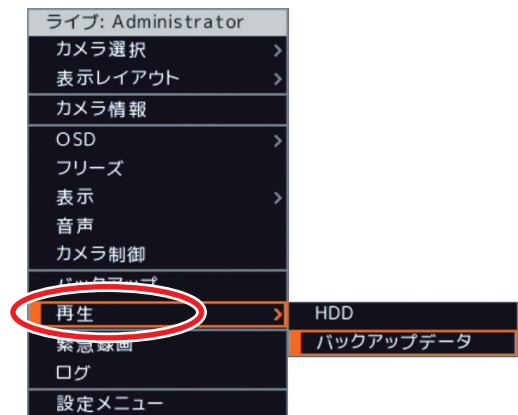 ライブ: Administrator
カメラ選択
表示レイアウト
カメラ情報
OSD
フリーズ
表示
音声
カメラ制御
バックアップ
再生
HDD
バックアップデータ
緊急録画
ログ
設定メニュー